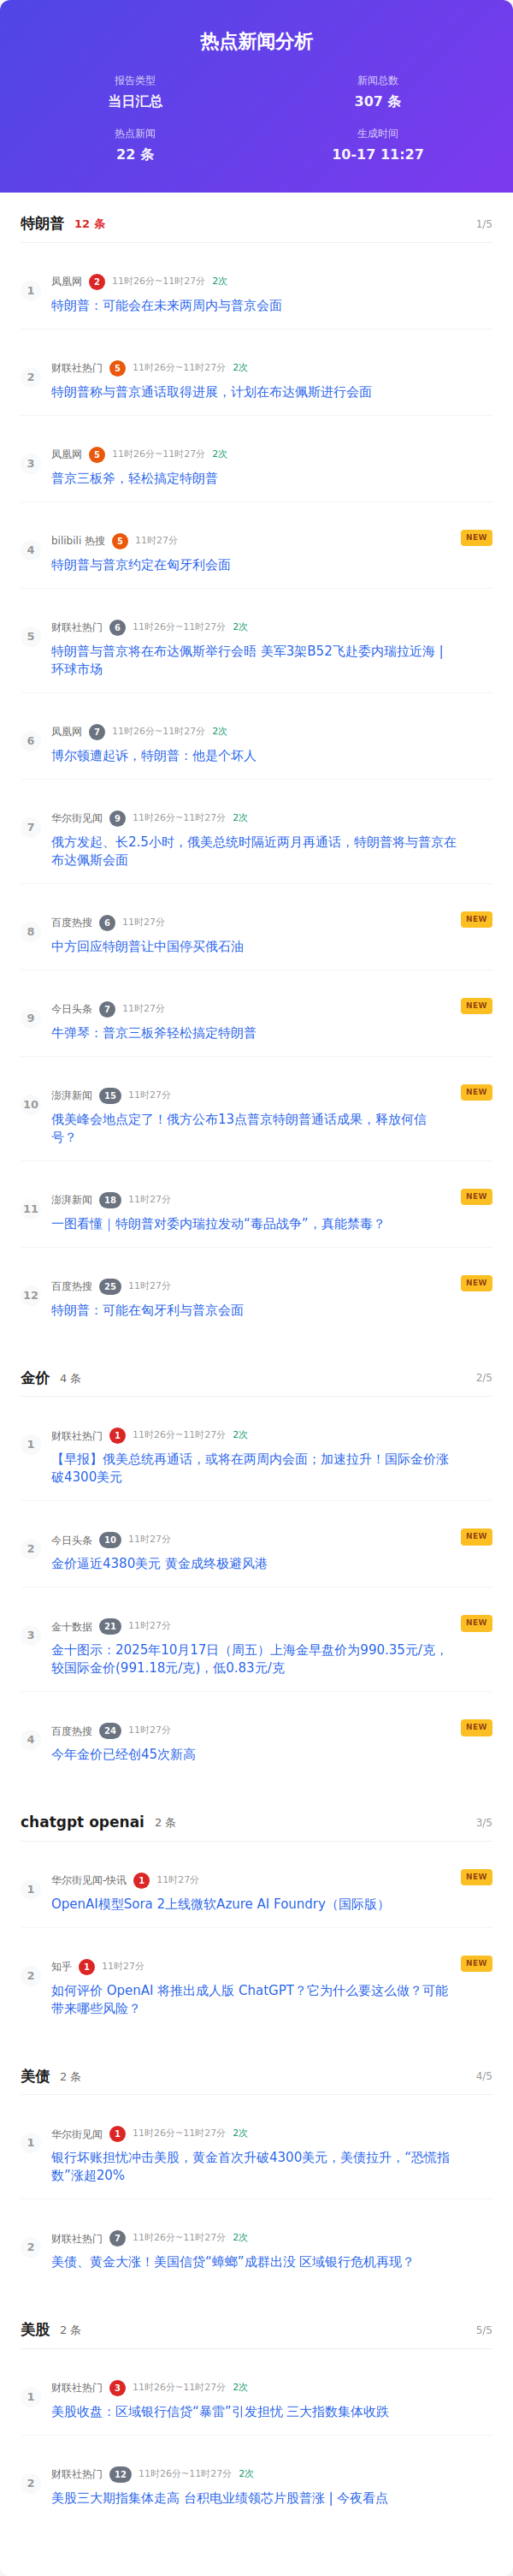 热点新闻分析
报告类型
新闻总数
当日汇总
307 条
热点新闻
生成时间
22 条
10-17 11:27
特朗普 12 条 1/5
1
凤凰网 2 11时26分~11时27分 2次
特朗普：可能会在未来两周内与普京会面
2
财联社热门 5 11时26分~11时27分 2次
特朗普称与普京通话取得进展，计划在布达佩斯进行会面
3
凤凰网 5 11时26分~11时27分 2次
普京三板斧，轻松搞定特朗普
4
bilibili 热搜 5 11时27分 NEW
特朗普与普京约定在匈牙利会面
5
财联社热门 6 11时26分~11时27分 2次
特朗普与普京将在布达佩斯举行会晤 美军3架B52飞赴委内瑞拉近海 |
环球市场
6
凤凰网 7 11时26分~11时27分 2次
博尔顿遭起诉，特朗普：他是个坏人
7
华尔街见闻 9 11时26分~11时27分 2次
俄方发起、长2.5小时，俄美总统时隔近两月再通话，特朗普将与普京在
布达佩斯会面
8
百度热搜 6 11时27分 NEW
中方回应特朗普让中国停买俄石油
9
今日头条 7 11时27分 NEW
牛弹琴：普京三板斧轻松搞定特朗普
10
澎湃新闻 15 11时27分 NEW
俄美峰会地点定了！俄方公布13点普京特朗普通话成果，释放何信
号？
11
澎湃新闻 18 11时27分 NEW
一图看懂｜特朗普对委内瑞拉发动“毒品战争”，真能禁毒？
12
百度热搜 25 11时27分 NEW
特朗普：可能在匈牙利与普京会面
金价 4 条 2/5
1
财联社热门 1 11时26分~11时27分 2次
【早报】俄美总统再通话，或将在两周内会面；加速拉升！国际金价涨
破4300美元
2
今日头条 10 11时27分 NEW
金价逼近4380美元 黄金成终极避风港
3
金十数据 21 11时27分 NEW
金十图示：2025年10月17日（周五）上海金早盘价为990.35元/克，
较国际金价(991.18元/克)，低0.83元/克
4
百度热搜 24 11时27分 NEW
今年金价已经创45次新高
chatgpt openai 2 条 3/5
1
华尔街见闻-快讯 1 11时27分 NEW
OpenAI模型Sora 2上线微软Azure AI Foundry（国际版）
2
知乎 1 11时27分 NEW
如何评价 OpenAI 将推出成人版 ChatGPT？它为什么要这么做？可能
带来哪些风险？
美债 2 条 4/5
1
华尔街见闻 1 11时26分~11时27分 2次
银行坏账担忧冲击美股，黄金首次升破4300美元，美债拉升，“恐慌指
数”涨超20%
2
财联社热门 7 11时26分~11时27分 2次
美债、黄金大涨！美国信贷“蟑螂”成群出没 区域银行危机再现？
美股 2 条 5/5
1
财联社热门 3 11时26分~11时27分 2次
美股收盘：区域银行信贷“暴雷”引发担忧 三大指数集体收跌
2
财联社热门 12 11时26分~11时27分 2次
美股三大期指集体走高 台积电业绩领芯片股普涨 | 今夜看点